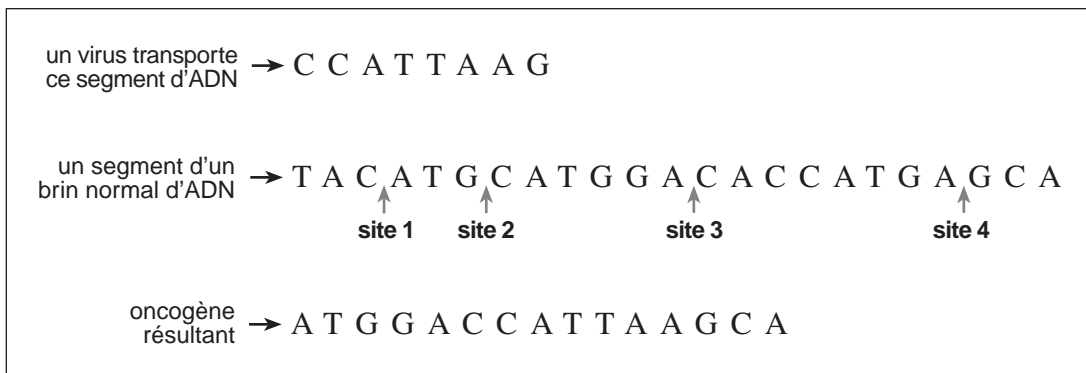 un virus transporte
ce segment d'ADN
C C A T T A A G
un segment d'un
brin normal d'ADN
T A C A T G C A T G G A C A C C A T G A G C A
site 1 site 2 site 3 site 4
oncogène
résultant
A T G G A C C A T T A A G C A